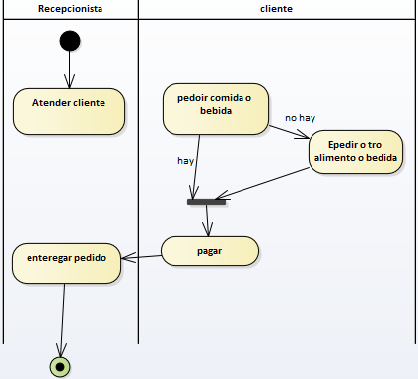 Recepcionista
cliente
Atender cliente
pedoir comida o
bebida
no hay
Epedir o tro
alimento o bedida
hay
pagar
enteregar pedido